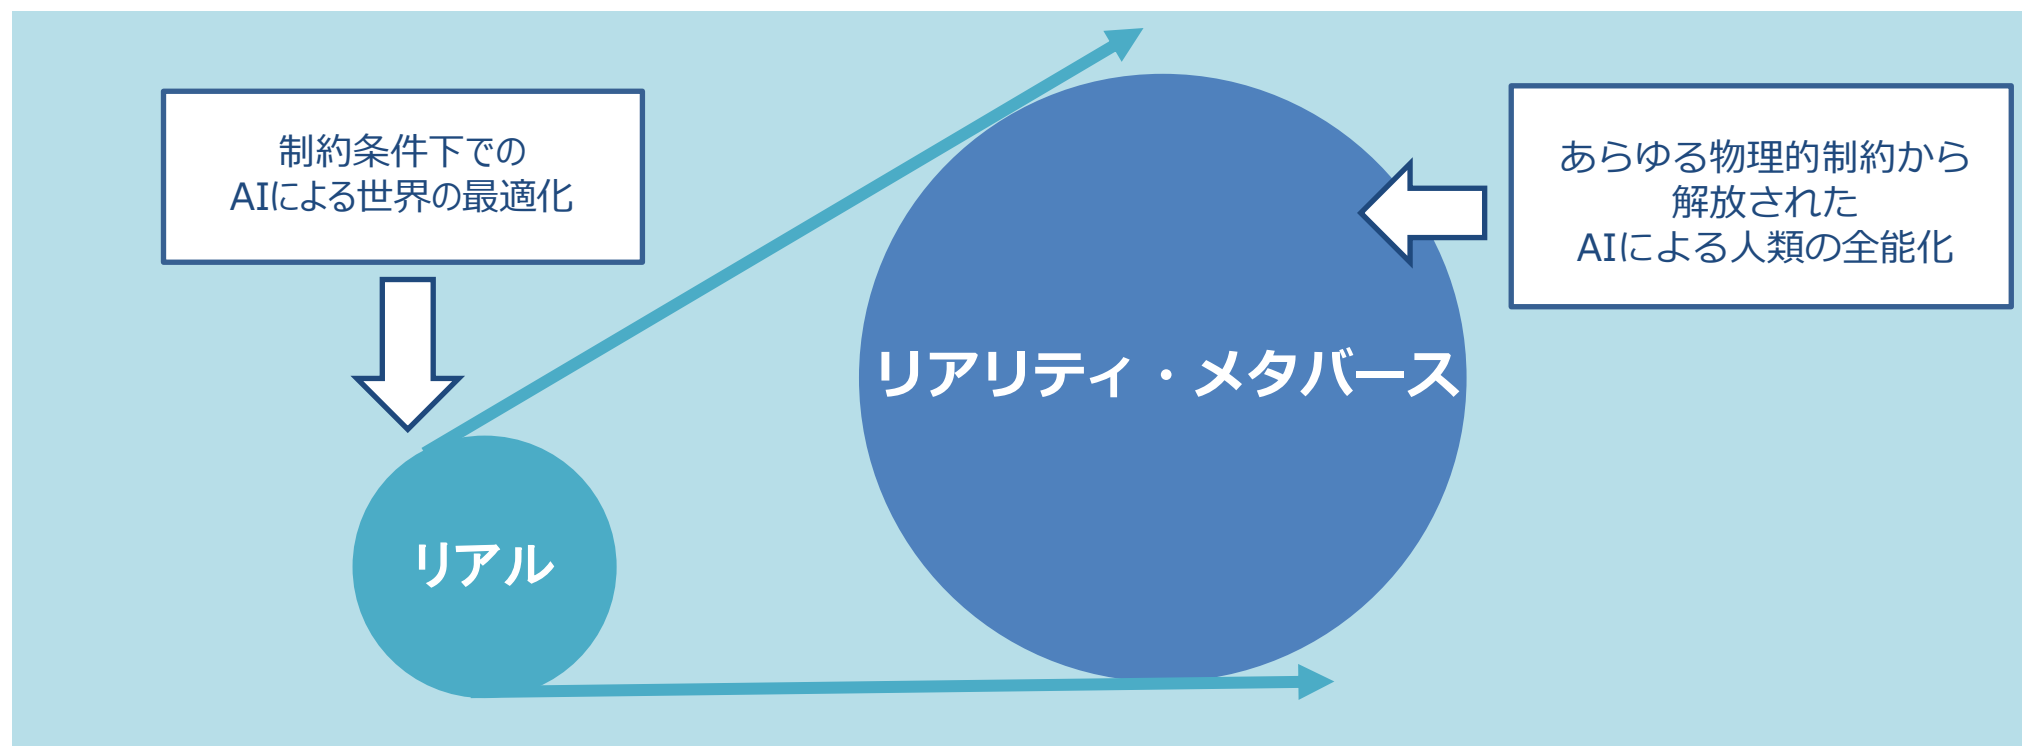 制約条件下での
AIによる世界の最適化
あらゆる物理的制約から
解放された
AIによる人類の全能化
リアリティ・メタバース
リアル